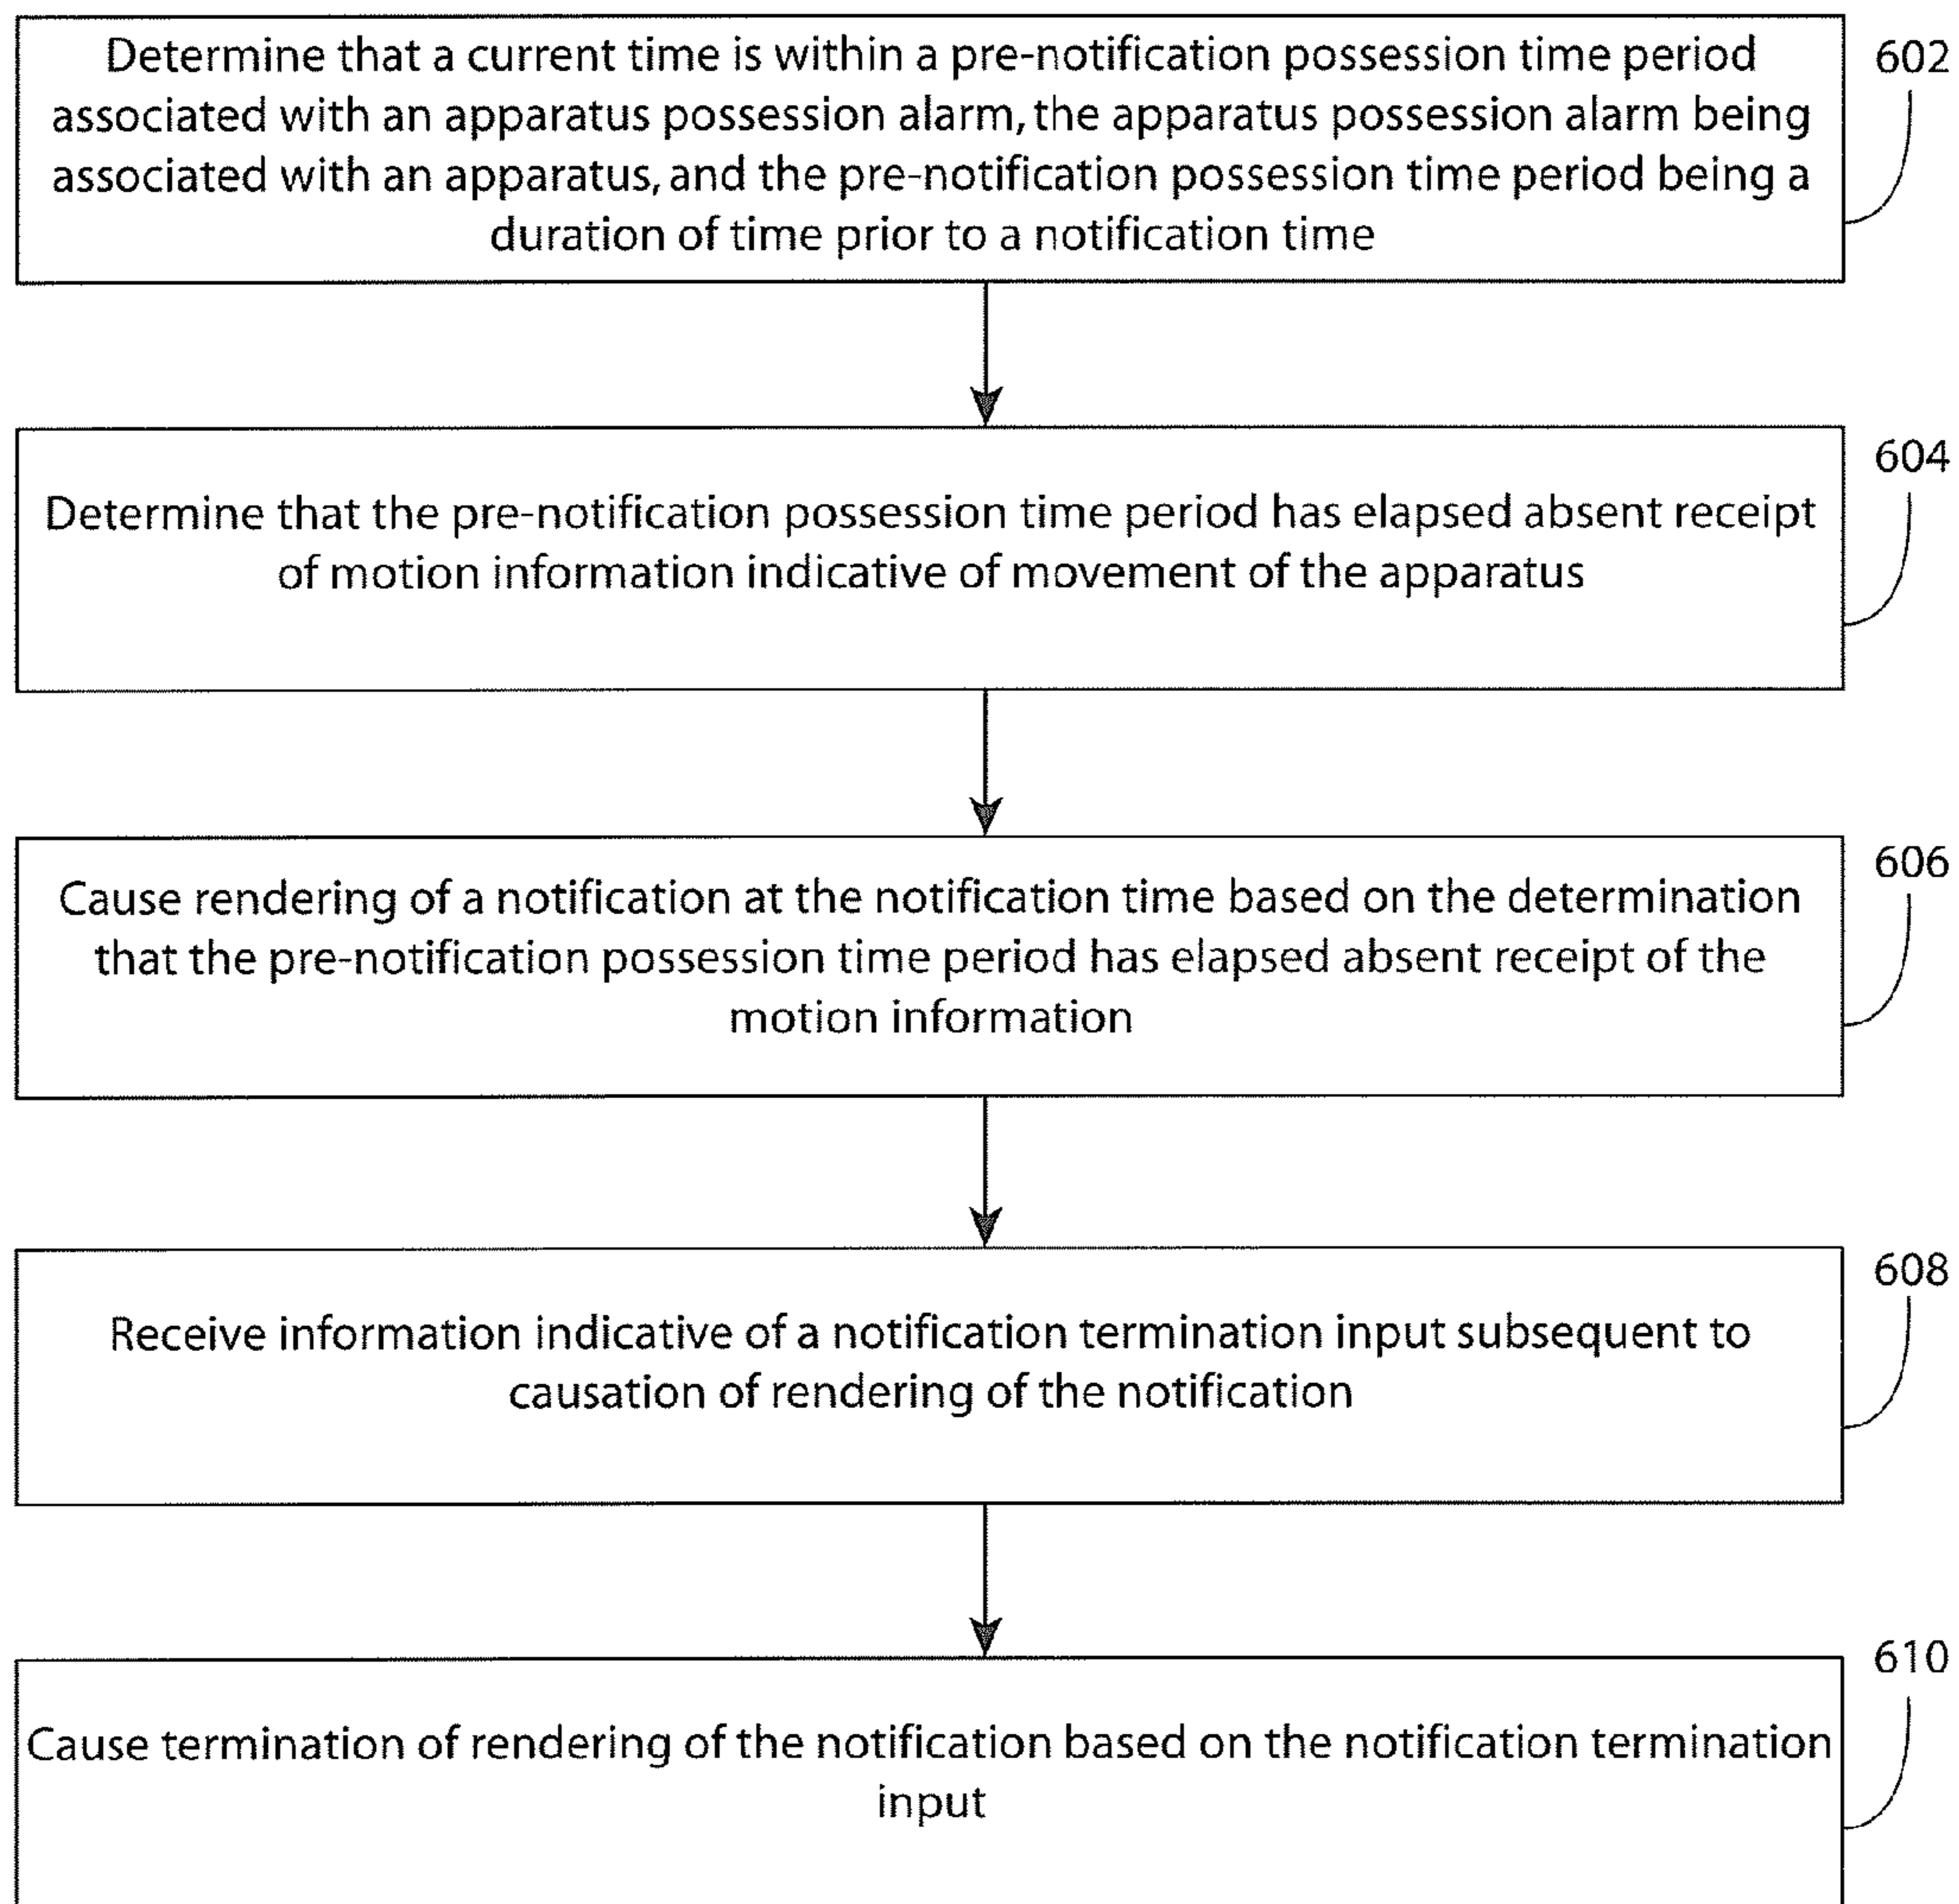 Determine that a current time is within a pre-notification possession time period
associated with an apparatus possession alarm, the apparatus possession alarm being
associated with an apparatus, and the pre-notification possession time period being a
duration of time prior to a notification time
602
Determine that the pre-notification possession time period has elapsed absent receipt
of motion information indicative of movement of the apparatus
604
Cause rendering of a notification at the notification time based on the determination
that the pre-notification possession time period has elapsed absent receipt of the
motion information
606
Receive information indicative of a notification termination input subsequent to
causation of rendering of the notification
608
Cause termination of rendering of the notification based on the notification termination
input
610